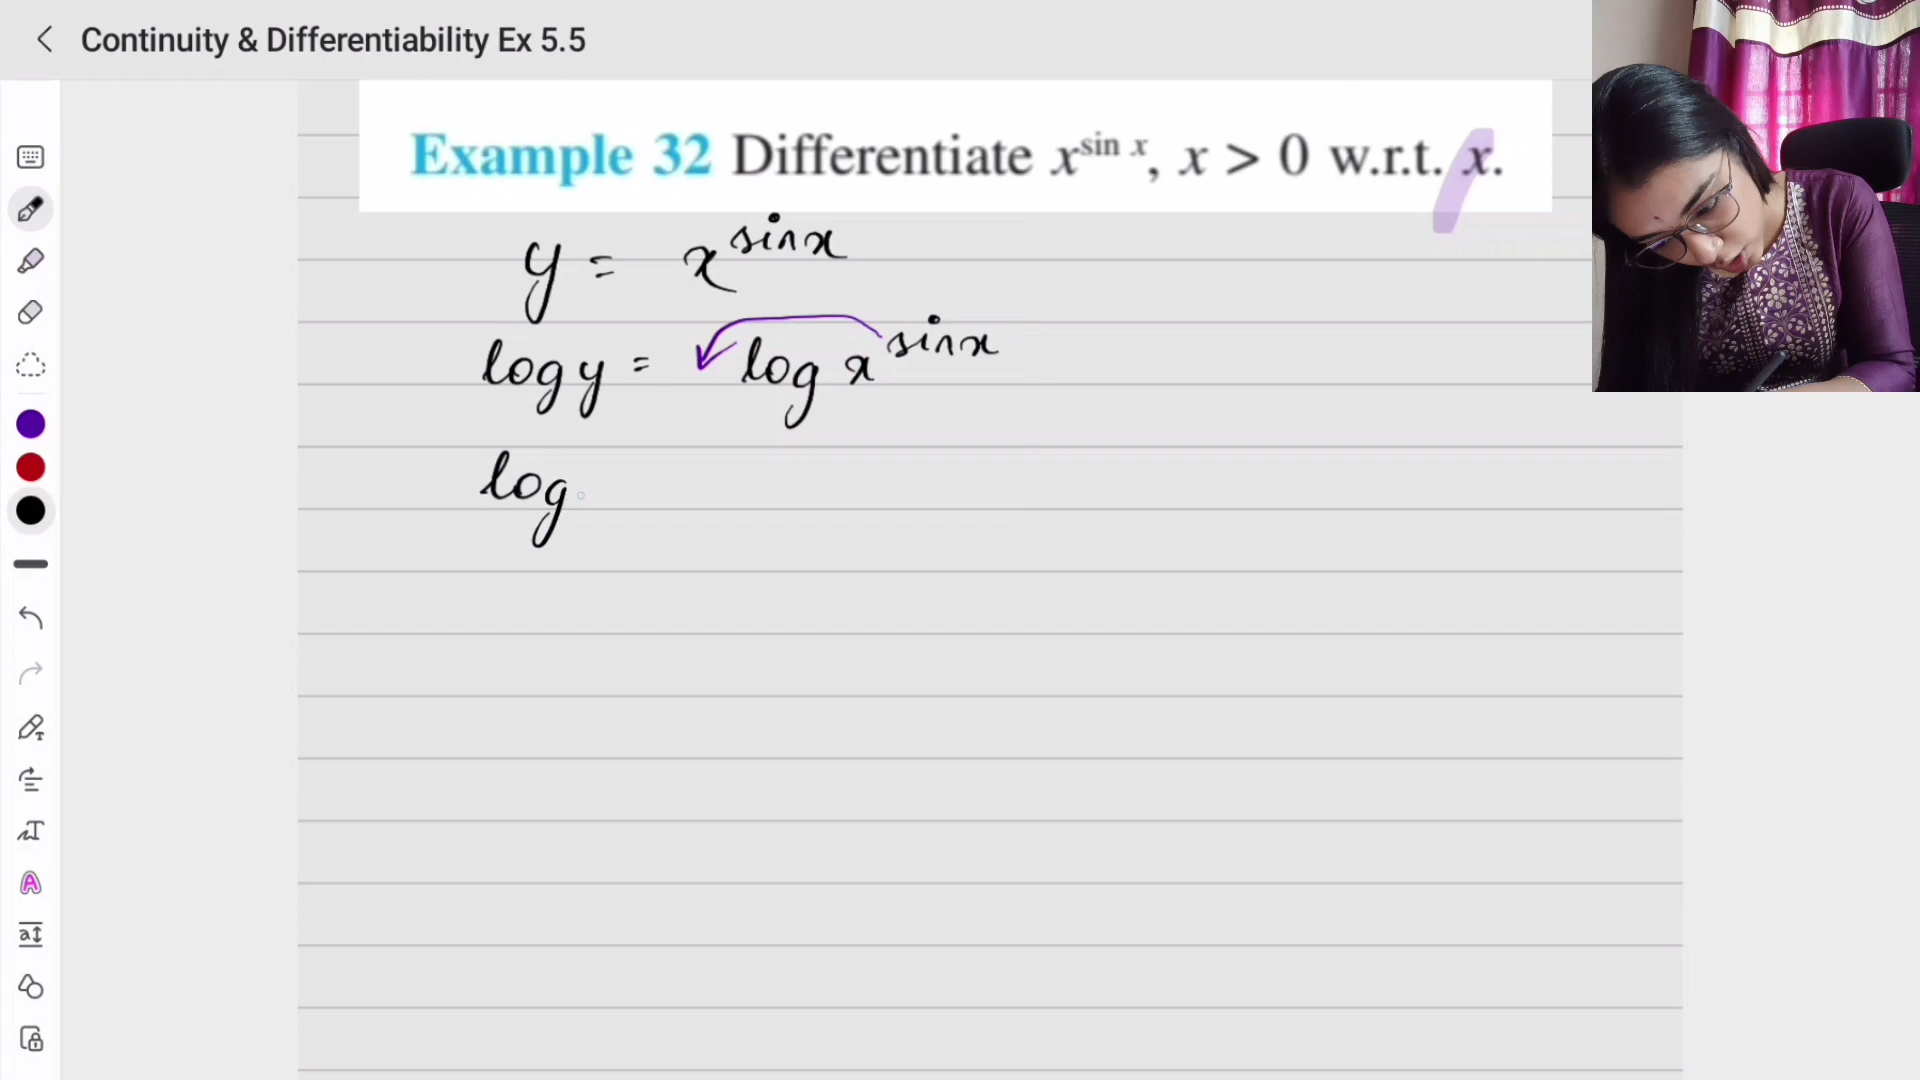 Continuity & Differentiability Ex 5.5
Example 32 Differentiate x^sin x, x > 0 w.r.t. x.
y = x^sinx
log y = log x^sinx
log